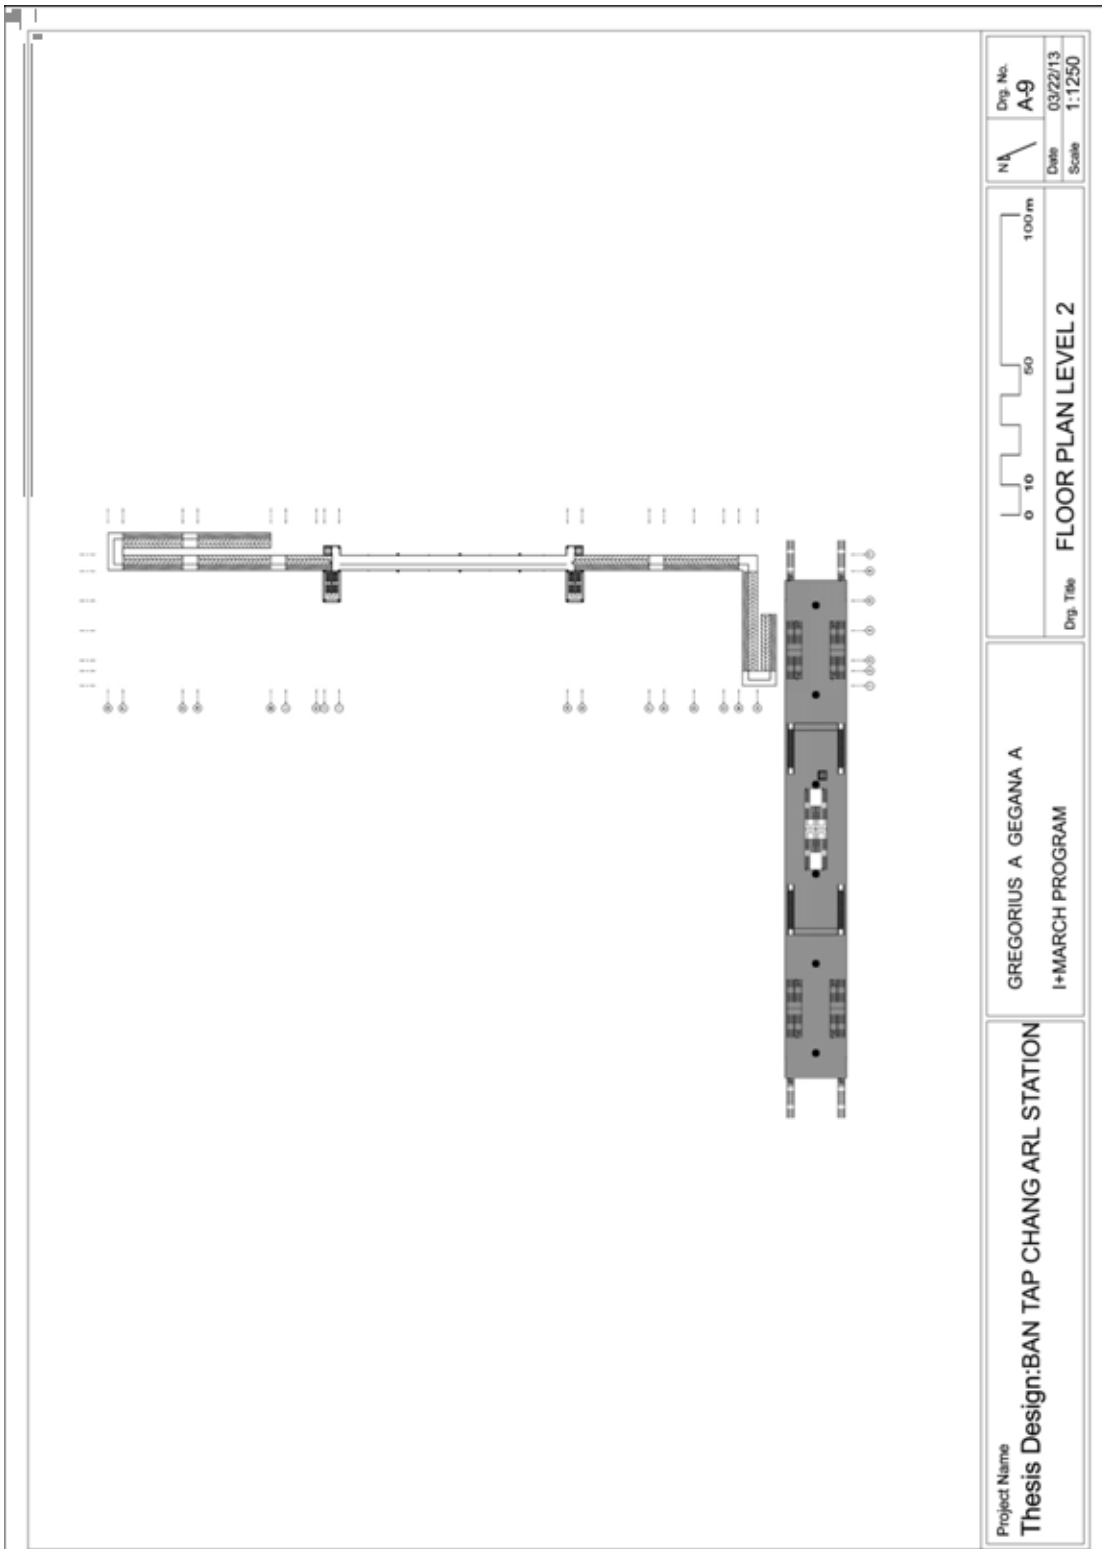 Project Name
Thesis Design:BAN TAP CHANG ARL STATION
GREGORIUS A GEGANA A
I+MARCH PROGRAM
0 10 50 100m
Drg. Title FLOOR PLAN LEVEL 2
N
Drg. No.
A-9
Date 03/22/13
Scale 1:1250